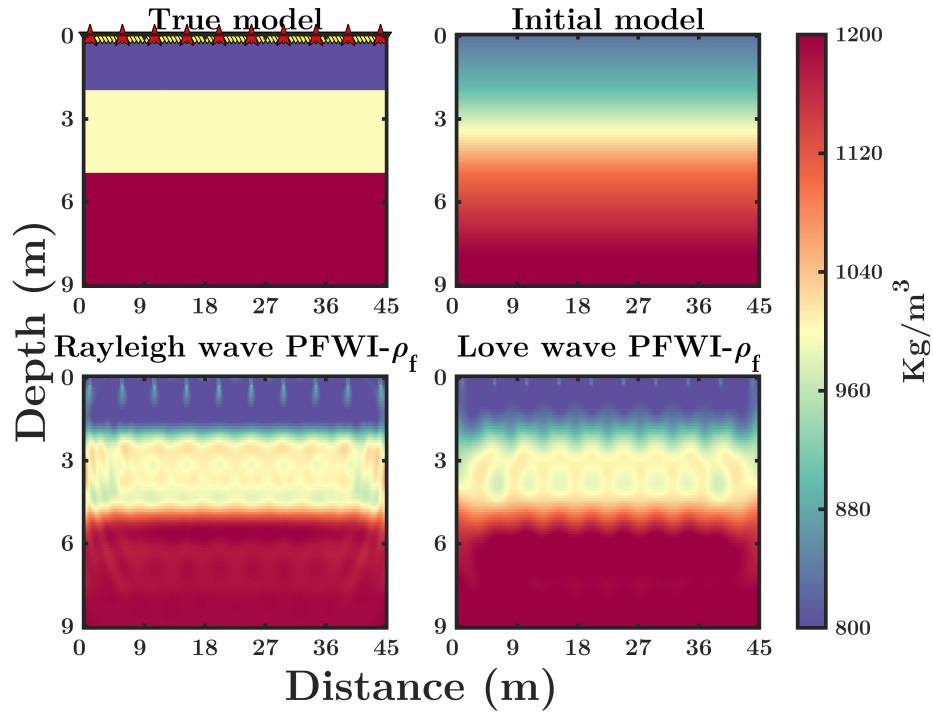 True model
Initial model
0
3
6
9
0 9 18 27 36 45
0
3
6
9
0 9 18 27 36 45
1200
1120
1040
960
880
800
Kg/m³
Depth (m)
Rayleigh wave PFWI-ρf
Love wave PFWI-ρf
0
3
6
9
0 9 18 27 36 45
0
3
6
9
0 9 18 27 36 45
Distance (m)